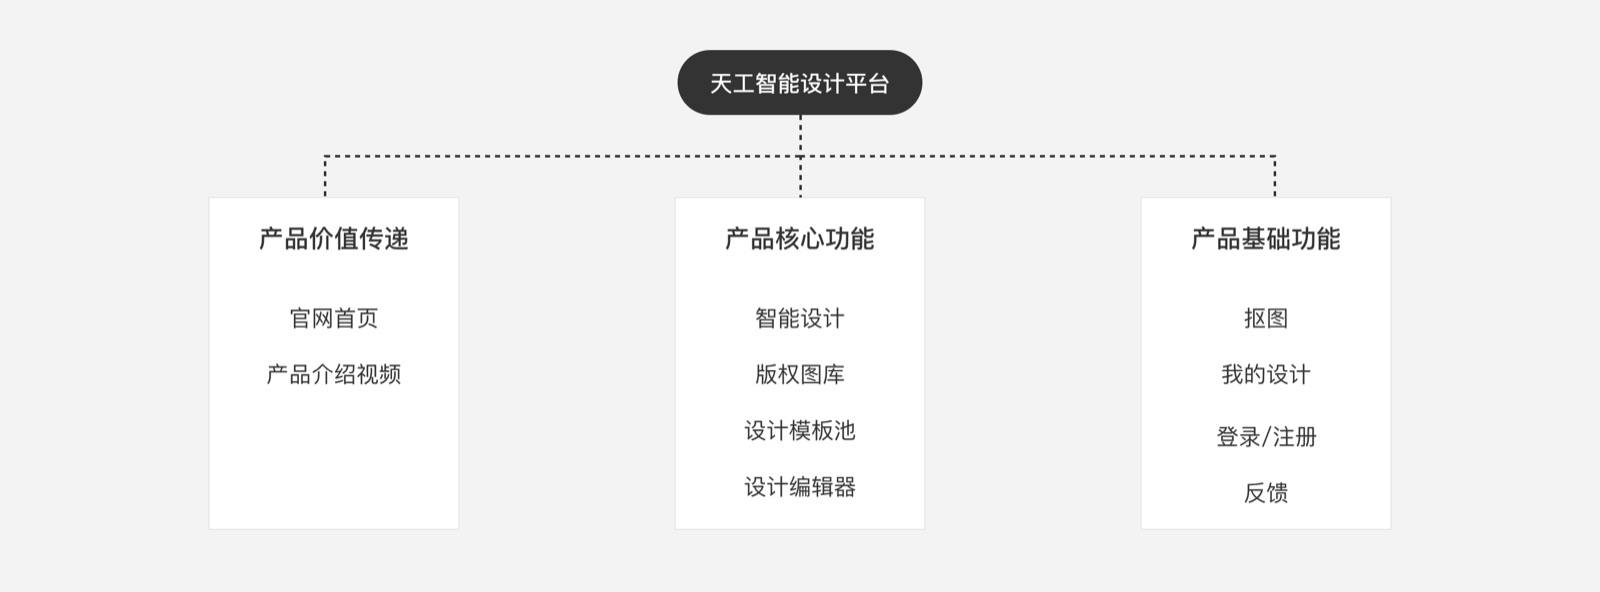 天工智能设计平台
产品价值传递
官网首页
产品介绍视频
产品核心功能
智能设计
版权图库
设计模板池
设计编辑器
产品基础功能
抠图
我的设计
登录/注册
反馈